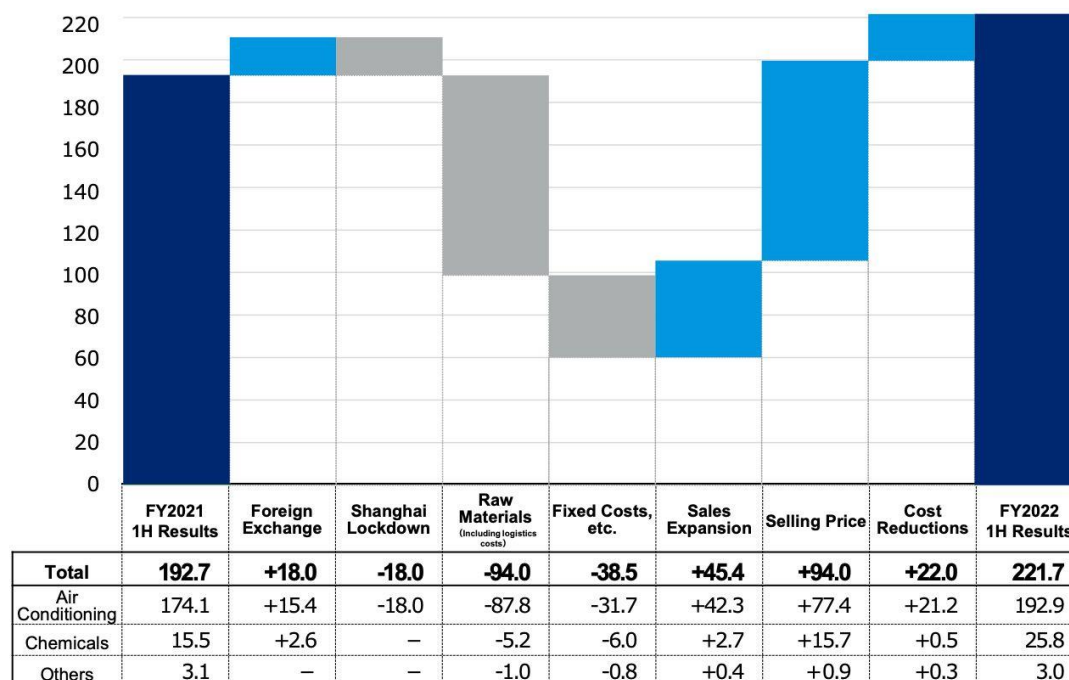 220
200
180
160
140
120
100
80
60
40
20
0
FY2021 1H Results Foreign Exchange Shanghai Lockdown Raw Materials (Including logistics costs) Fixed Costs, etc. Sales Expansion Selling Price Cost Reductions FY2022 1H Results
Total 192.7 +18.0 -18.0 -94.0 -38.5 +45.4 +94.0 +22.0 221.7
Air Conditioning 174.1 +15.4 -18.0 -87.8 -31.7 +42.3 +77.4 +21.2 192.9
Chemicals 15.5 +2.6 – -5.2 -6.0 +2.7 +15.7 +0.5 25.8
Others 3.1 – – -1.0 -0.8 +0.4 +0.9 +0.3 3.0